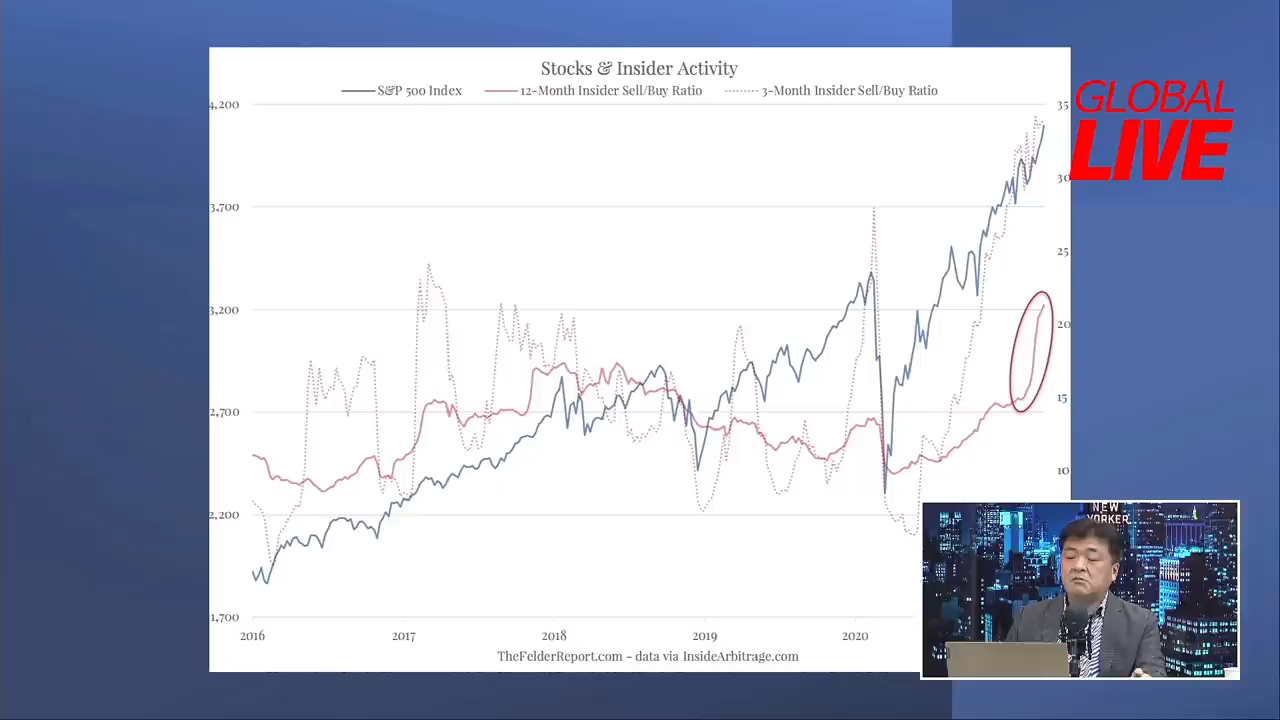 Stocks & Insider Activity
S&P 500 Index 12-Month Insider Sell/Buy Ratio 3-Month Insider Sell/Buy Ratio
4,200
3,700
3,200
2,700
2,200
1,700
35
30
25
20
15
10
2016 2017 2018 2019 2020
TheFelderReport.com - data via InsideArbitrage.com
GLOBAL
LIVE
NEW
YORKER